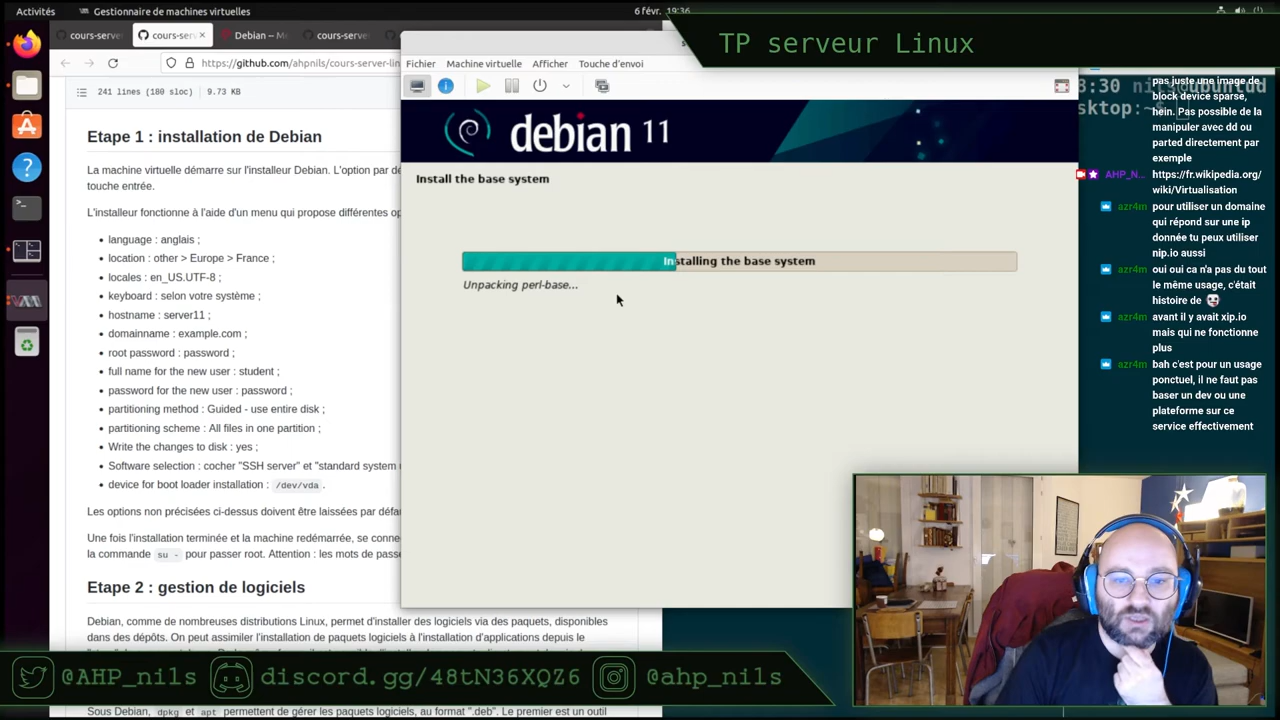 Activités
Gestionnaire de machines virtuelles
6 févr. 19:36
TP serveur Linux
cours-serve
cours-serv
Debian -- Me
cours-serve
https://github.com/ahpnils/cours-server-lin
241 lines (180 sloc)
9.73 KB
Etape 1 : installation de Debian
La machine virtuelle démarre sur l'installeur Debian. L'option par dé
touche entrée.
L'installeur fonctionne à l'aide d'un menu qui propose différentes op
language : anglais ;
location : other > Europe > France ;
locales : en_US.UTF-8 ;
keyboard : selon votre système ;
hostname : server11 ;
domainname : example.com ;
root password : password ;
full name for the new user : student ;
password for the new user : password ;
partitioning method : Guided - use entire disk ;
partitioning scheme : All files in one partition ;
Write the changes to disk : yes ;
Software selection : cocher "SSH server" et "standard system u
device for boot loader installation : /dev/vda .
Les options non précisées ci-dessus doivent être laissées par défau
Une fois l'installation terminée et la machine redémarrée, se conne
la commande su - pour passer root. Attention : les mots de passe
Etape 2 : gestion de logiciels
Debian, comme de nombreuses distributions Linux, permet d'installer des logiciels via des paquets, disponibles
dans des dépôts. On peut assimiler l'installation de paquets logiciels à l'installation d'applications depuis le
Sous Debian, dpkg et apt permettent de gérer les paquets logiciels, au format ".deb". Le premier est un outil
Fichier
Machine virtuelle
Afficher
Touche d'envoi
debian 11
Install the base system
Installing the base system
Unpacking perl-base...
8:30 nils@ubuntud
sktop:~$
pas juste une image de
block device sparse,
hein. Pas possible de la
manipuler avec dd ou
parted directement par
exemple
AHP_N... https://fr.wikipedia.org/
wiki/Virtualisation
azr4m pour utiliser un domaine
qui répond sur une ip
donnée tu peux utiliser
nip.io aussi
azr4m oui oui ca n'a pas du tout
le même usage, c'était
histoire de
azr4m avant il y avait xip.io
mais qui ne fonctionne
plus
azr4m bah c'est pour un usage
ponctuel, il ne faut pas
baser un dev ou une
plateforme sur ce
service effectivement
@AHP_nils
discord.gg/48tN36XQZ6
@ahp_nils